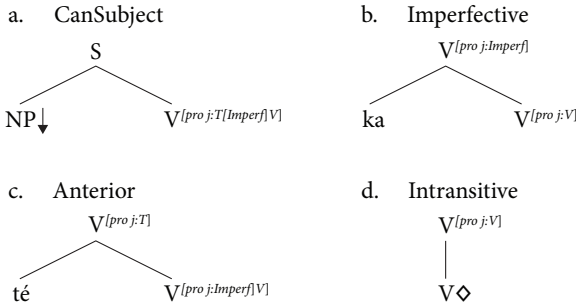 a. CanSubject
S
NP↓ V[pro j:T[Imperf]V]
b. Imperfective
V[pro j:Imperf]
ka V[pro j:V]
c. Anterior
V[pro j:T]
té V[pro j:Imperf]V]
d. Intransitive
V[pro j:V]
V◇